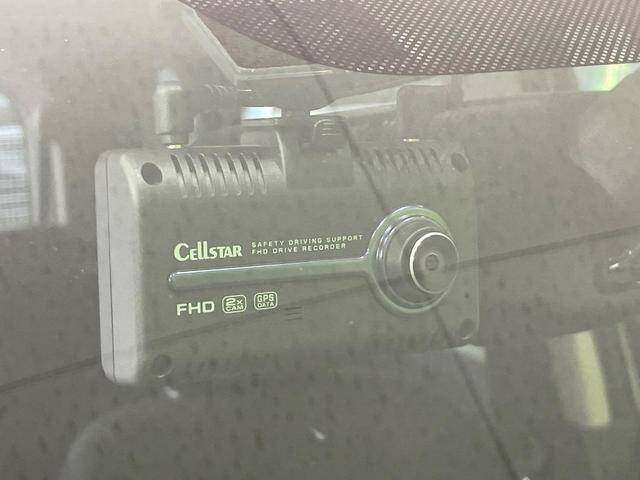 CELLSTAR
SAFETY DRIVING SUPPORT
FHD DRIVE RECORDER
FHD
2x CAM
GPS DATA